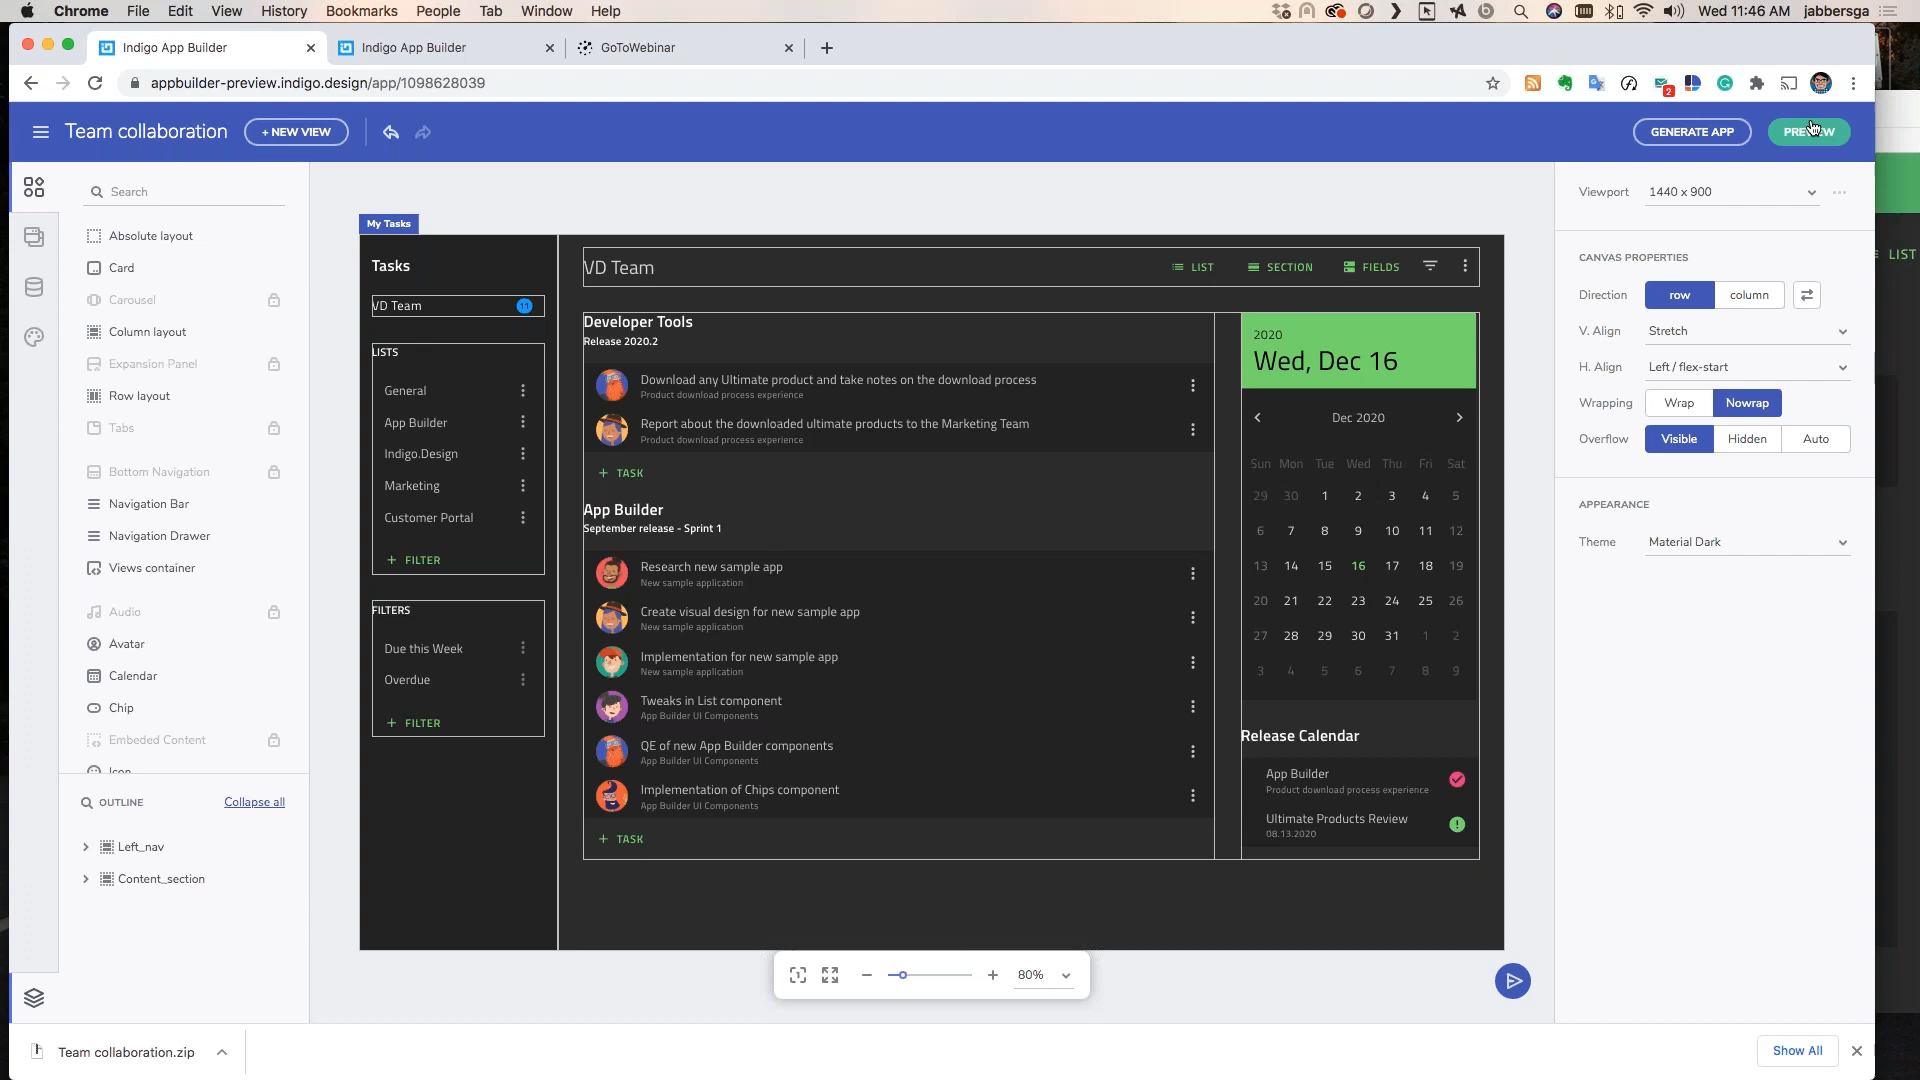 Chrome File Edit View History Bookmarks People Tab Window Help
Wed 11:46 AM jabbersga
Indigo App Builder
Indigo App Builder
GoToWebinar
appbuilder-preview.indigo.design/app/1098628039
2
Team collaboration
+ NEW VIEW
GENERATE APP
PREVIEW
Search
Absolute layout
Card
Carousel
Column layout
Expansion Panel
Row layout
Tabs
Bottom Navigation
Navigation Bar
Navigation Drawer
Views container
Audio
Avatar
Calendar
Chip
Embeded Content
Icon
OUTLINE
Collapse all
Left_nav
Content_section
My Tasks
Tasks
VD Team 11
LISTS
General
App Builder
Indigo.Design
Marketing
Customer Portal
+ FILTER
FILTERS
Due this Week
Overdue
+ FILTER
VD Team
LIST
SECTION
FIELDS
Developer Tools
Release 2020.2
Download any Ultimate product and take notes on the download process
Product download process experience
Report about the downloaded ultimate products to the Marketing Team
Product download process experience
+ TASK
App Builder
September release - Sprint 1
Research new sample app
New sample application
Create visual design for new sample app
New sample application
Implementation for new sample app
New sample application
Tweaks in List component
App Builder UI Components
QE of new App Builder components
App Builder UI Components
Implementation of Chips component
App Builder UI Components
+ TASK
2020
Wed, Dec 16
Dec 2020
Sun Mon Tue Wed Thu Fri Sat
29 30 1 2 3 4 5
6 7 8 9 10 11 12
13 14 15 16 17 18 19
20 21 22 23 24 25 26
27 28 29 30 31 1 2
3 4 5 6 7 8 9
Release Calendar
App Builder
Product download process experience
Ultimate Products Review
08.13.2020
80%
Viewport 1440 x 900
CANVAS PROPERTIES
Direction row column
V. Align Stretch
H. Align Left / flex-start
Wrapping Wrap Nowrap
Overflow Visible Hidden Auto
APPEARANCE
Theme Material Dark
LIST
Team collaboration.zip
Show All